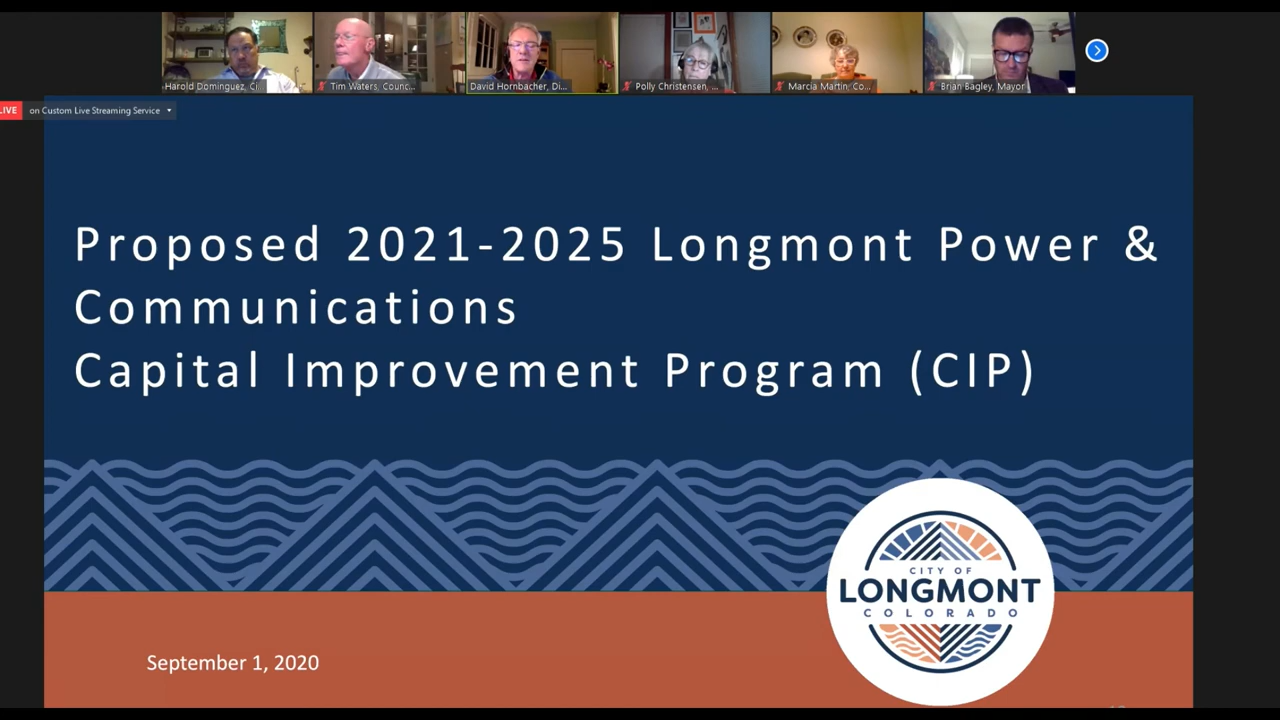 Harold Dominguez, Ci...
Tim Waters, Counc...
David Hornbacher, Di...
Polly Christensen, ...
Marcia Martin, Co...
Brian Bagley, Mayor
LIVE on Custom Live Streaming Service
Proposed 2021-2025 Longmont Power &
Communications
Capital Improvement Program (CIP)
CITY OF
LONGMONT
COLORADO
September 1, 2020